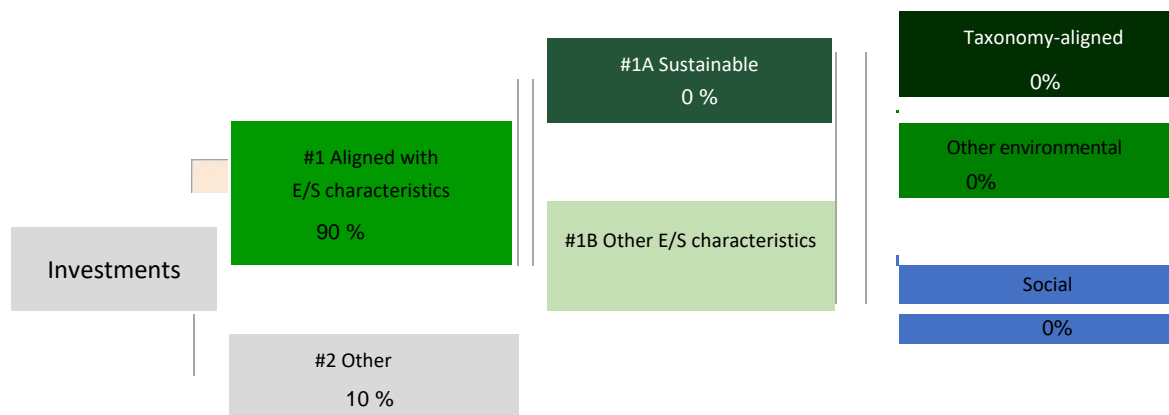 Investments
#1 Aligned with
E/S characteristics
90 %
#2 Other
10 %
#1A Sustainable
0 %
#1B Other E/S characteristics
Taxonomy-aligned
0%
Other environmental
0%
Social
0%